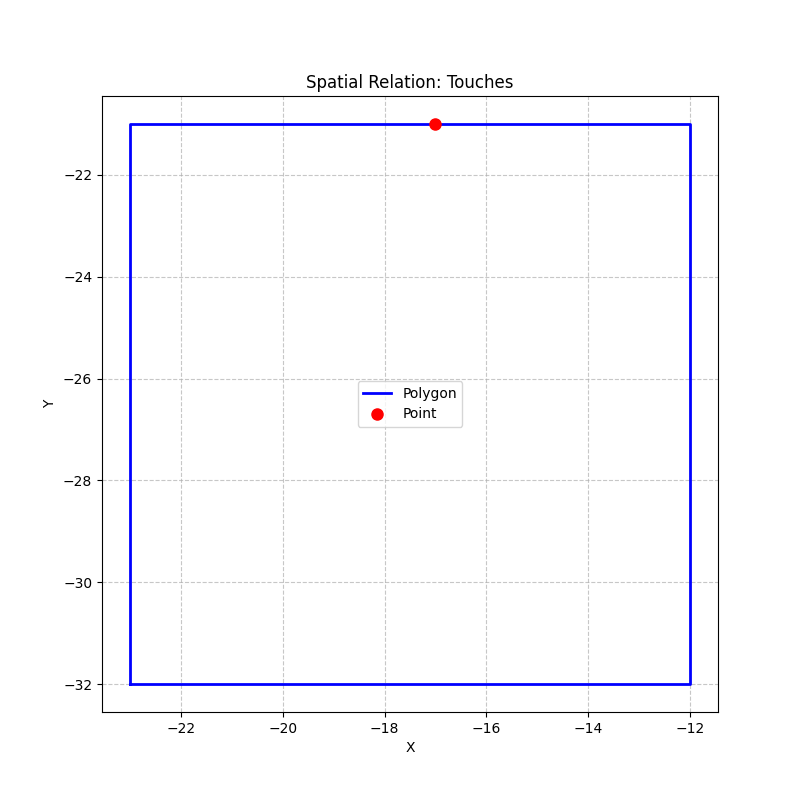 Spatial Relation: Touches
Y
−22
−24
−26
−28
−30
−32
Polygon
Point
−22 −20 −18 −16 −14 −12
X